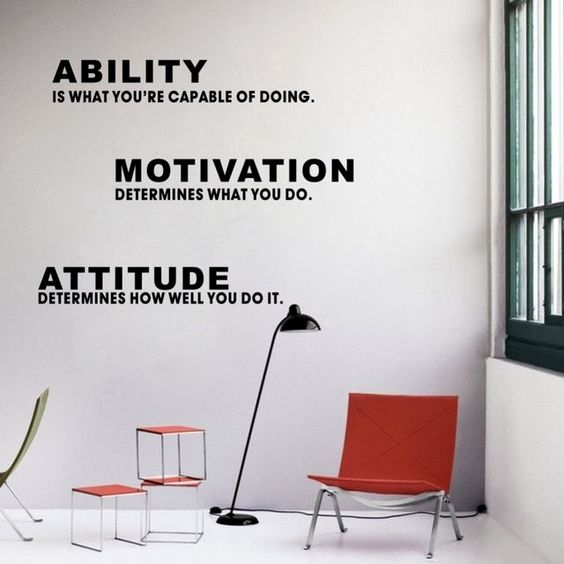 ABILITY
IS WHAT YOU'RE CAPABLE OF DOING.
MOTIVATION
DETERMINES WHAT YOU DO.
ATTITUDE
DETERMINES HOW WELL YOU DO IT.